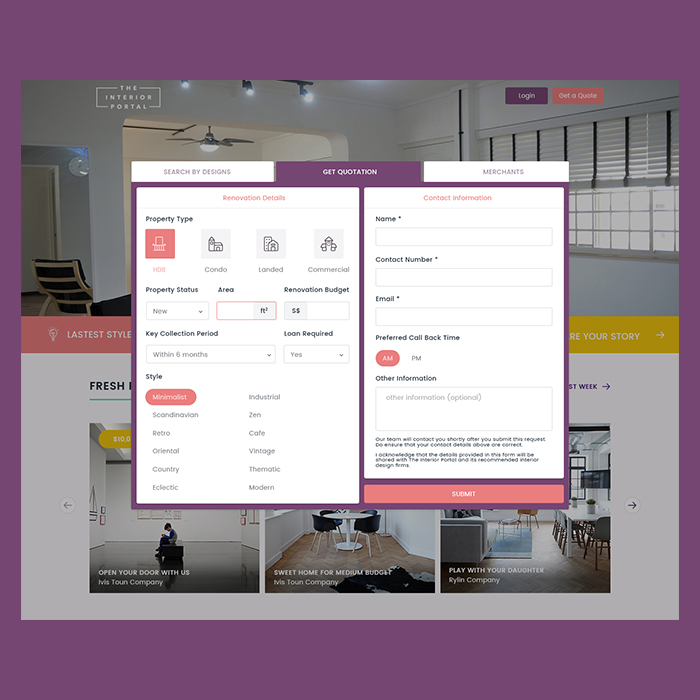 THE
INTERIOR
PORTAL
Login
Get a Quote
SEARCH BY DESIGNS
GET QUOTATION
MERCHANTS
Renovation Details
Property Type
HDB
Condo
Landed
Commercial
Property Status
Area
Renovation Budget
New
ft²
S$
Key Collection Period
Loan Required
Within 6 months
Yes
Style
Minimalist
Industrial
Scandinavian
Zen
Retro
Cafe
Oriental
Vintage
Country
Thematic
Eclectic
Modern
Contact Information
Name *
Contact Number *
Email *
Preferred Call Back Time
AM
PM
Other Information
other information (optional)
Our team will contact you shortly after you submit this request.
Do ensure that your contact details above are correct.
I acknowledge that the details provided in this form will be
shared with The Interior Portal and its recommended interior
design firms.
SUBMIT
LASTEST STYLE
RE YOUR STORY
FRESH
ST WEEK
OPEN YOUR DOOR WITH US
Ivis Toun Company
SWEET HOME FOR MEDIUM BUDGET
Ivis Toun Company
PLAY WITH YOUR DAUGHTER
Rylin Company